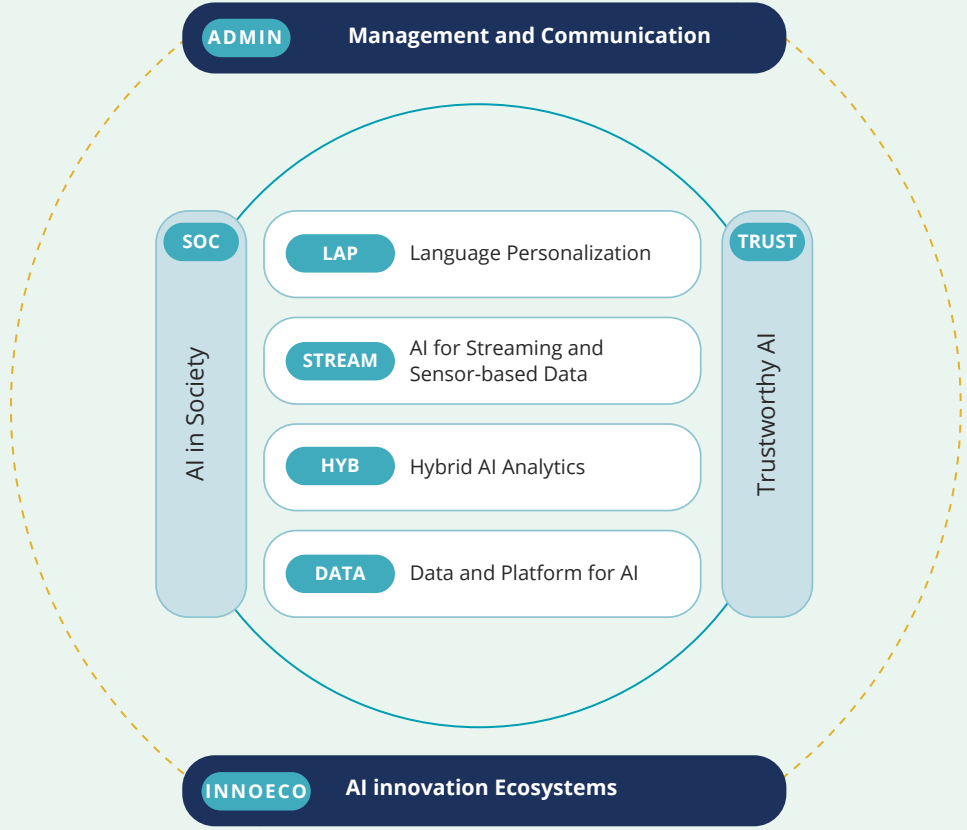 ADMIN Management and Communication
SOC
TRUST
AI in Society
LAP Language Personalization
STREAM AI for Streaming and
Sensor-based Data
HYB Hybrid AI Analytics
DATA Data and Platform for AI
Trustworthy AI
INNOECO AI innovation Ecosystems